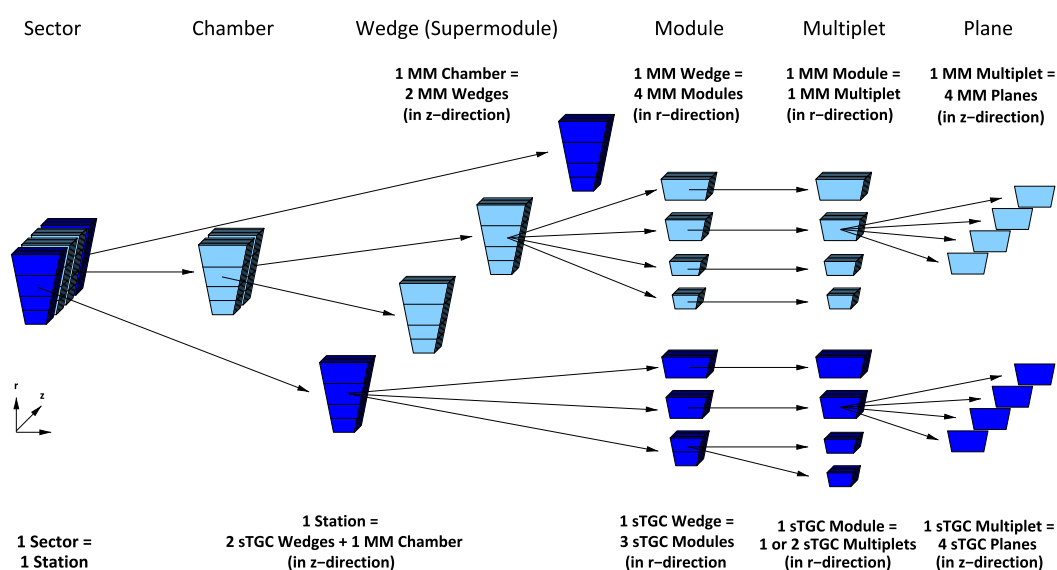 Sector
Chamber
Wedge (Supermodule)
Module
Multiplet
Plane
1 MM Chamber =
2 MM Wedges
(in z−direction)
1 MM Wedge =
4 MM Modules
(in r−direction)
1 MM Module =
1 MM Multiplet
(in r−direction)
1 MM Multiplet =
4 MM Planes
(in z−direction)
r
z
1 Sector =
1 Station
1 Station =
2 sTGC Wedges + 1 MM Chamber
(in z−direction)
1 sTGC Wedge =
3 sTGC Modules
(in r−direction
1 sTGC Module =
1 or 2 sTGC Multiplets
(in r−direction)
1 sTGC Multiplet =
4 sTGC Planes
(in z−direction)